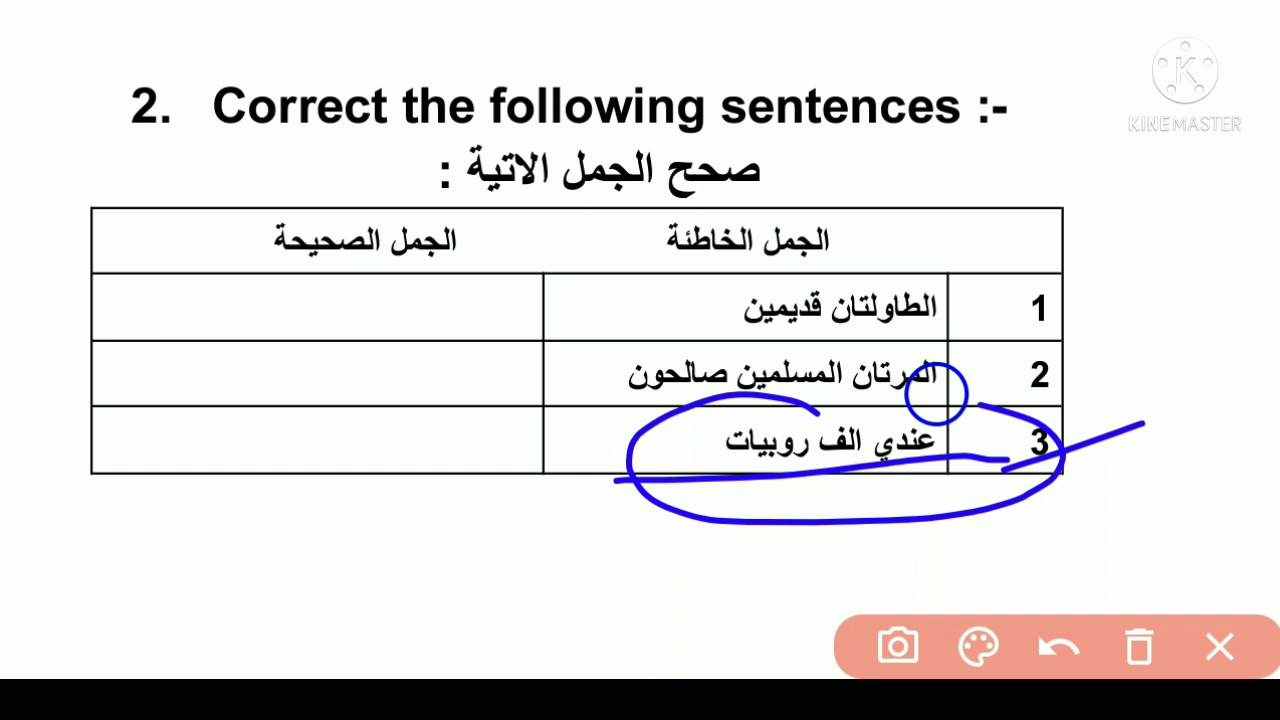 2. Correct the following sentences :-
صحح الجمل الاتية :
الجمل الخاطئة الجمل الصحيحة
1 الطاولتان قديمين
2 المرتان المسلمين صالحون
3 عندي الف روبيات
K
KINEMASTER